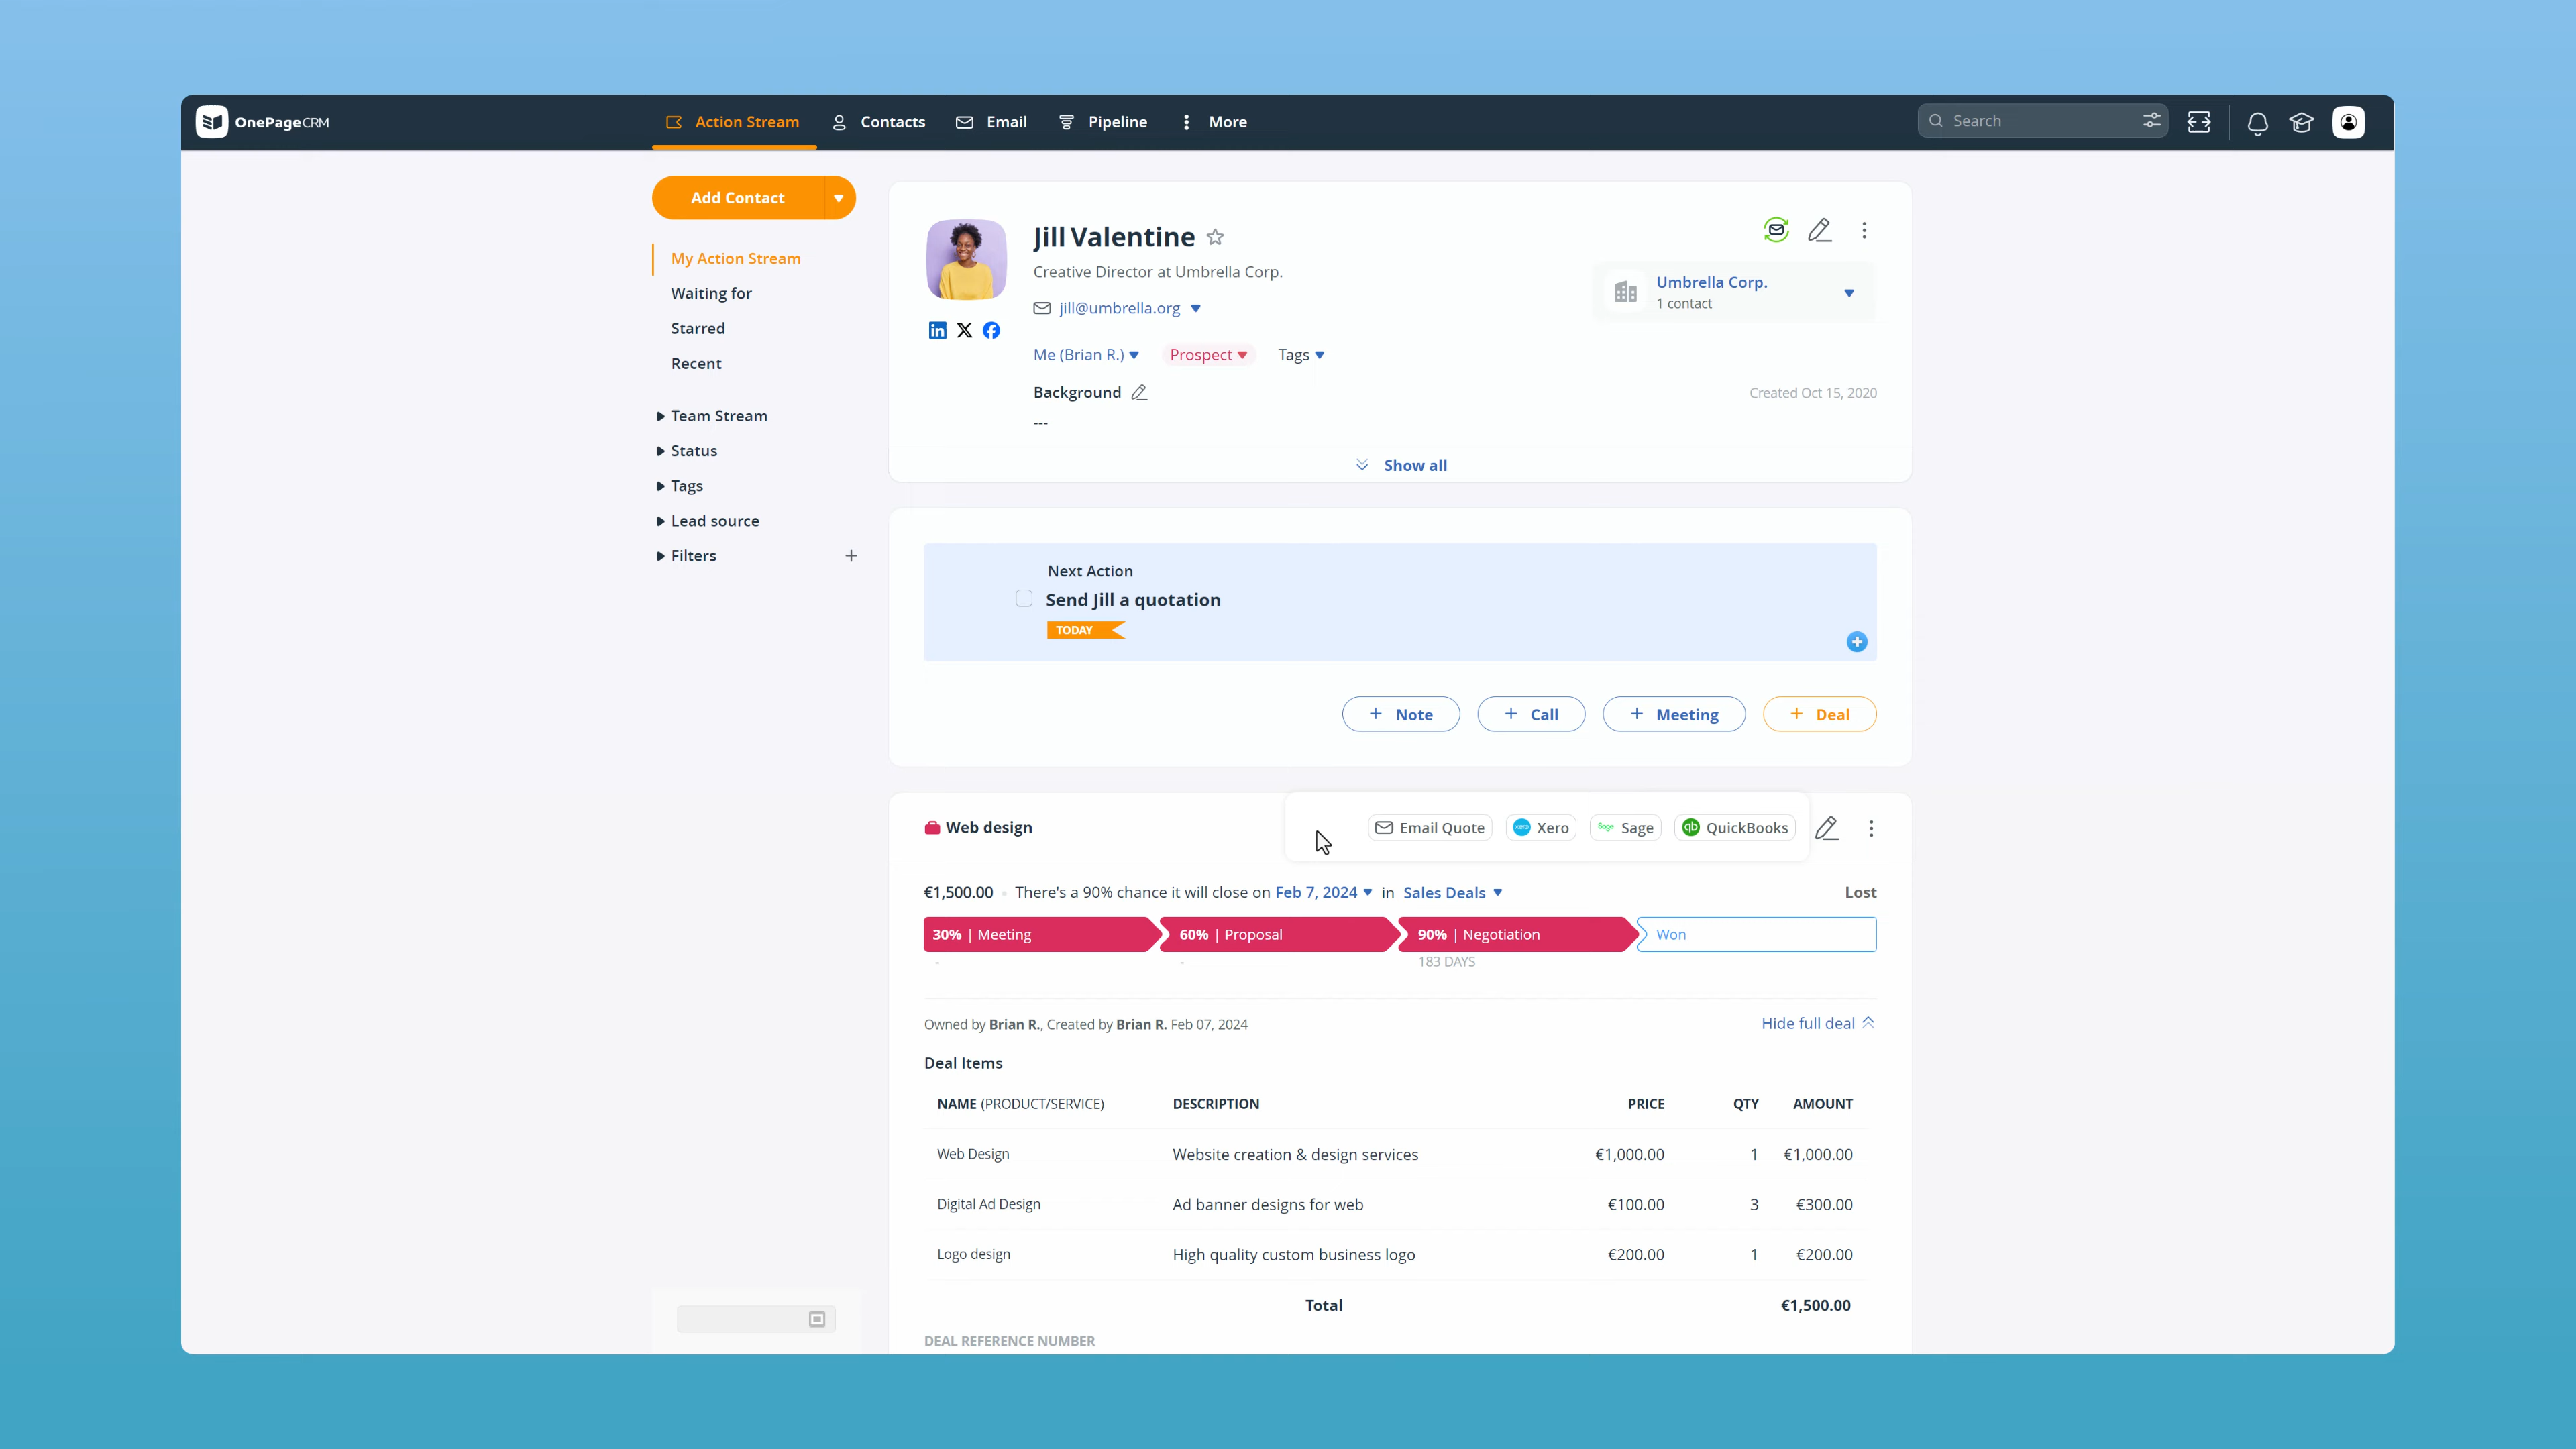 OnePageCRM
Action Stream
Contacts
Email
Pipeline
More
Search
Add Contact
My Action Stream
Waiting for
Starred
Recent
Team Stream
Status
Tags
Lead source
Filters
Jill Valentine
Creative Director at Umbrella Corp.
jill@umbrella.org
Umbrella Corp.
1 contact
Me (Brian R.)
Prospect
Tags
Background
Created Oct 15, 2020
---
Show all
Next Action
Send Jill a quotation
TODAY
+ Note
+ Call
+ Meeting
+ Deal
Web design
Email Quote
xero Xero
Sage Sage
qb QuickBooks
€1,500.00 There's a 90% chance it will close on Feb 7, 2024 in Sales Deals
Lost
30% | Meeting
60% | Proposal
90% | Negotiation
Won
-
-
183 DAYS
Owned by Brian R., Created by Brian R. Feb 07, 2024
Hide full deal
Deal Items
NAME (PRODUCT/SERVICE) DESCRIPTION PRICE QTY AMOUNT
Web Design Website creation & design services €1,000.00 1 €1,000.00
Digital Ad Design Ad banner designs for web €100.00 3 €300.00
Logo design High quality custom business logo €200.00 1 €200.00
Total €1,500.00
DEAL REFERENCE NUMBER